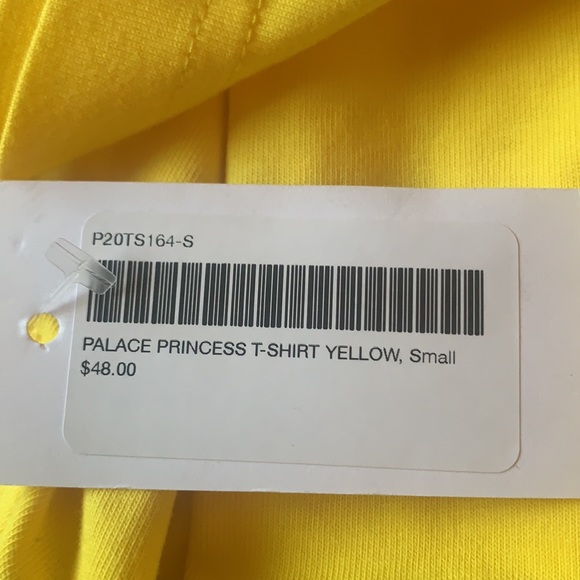 P20TS164-S
PALACE PRINCESS T-SHIRT YELLOW, Small
$48.00